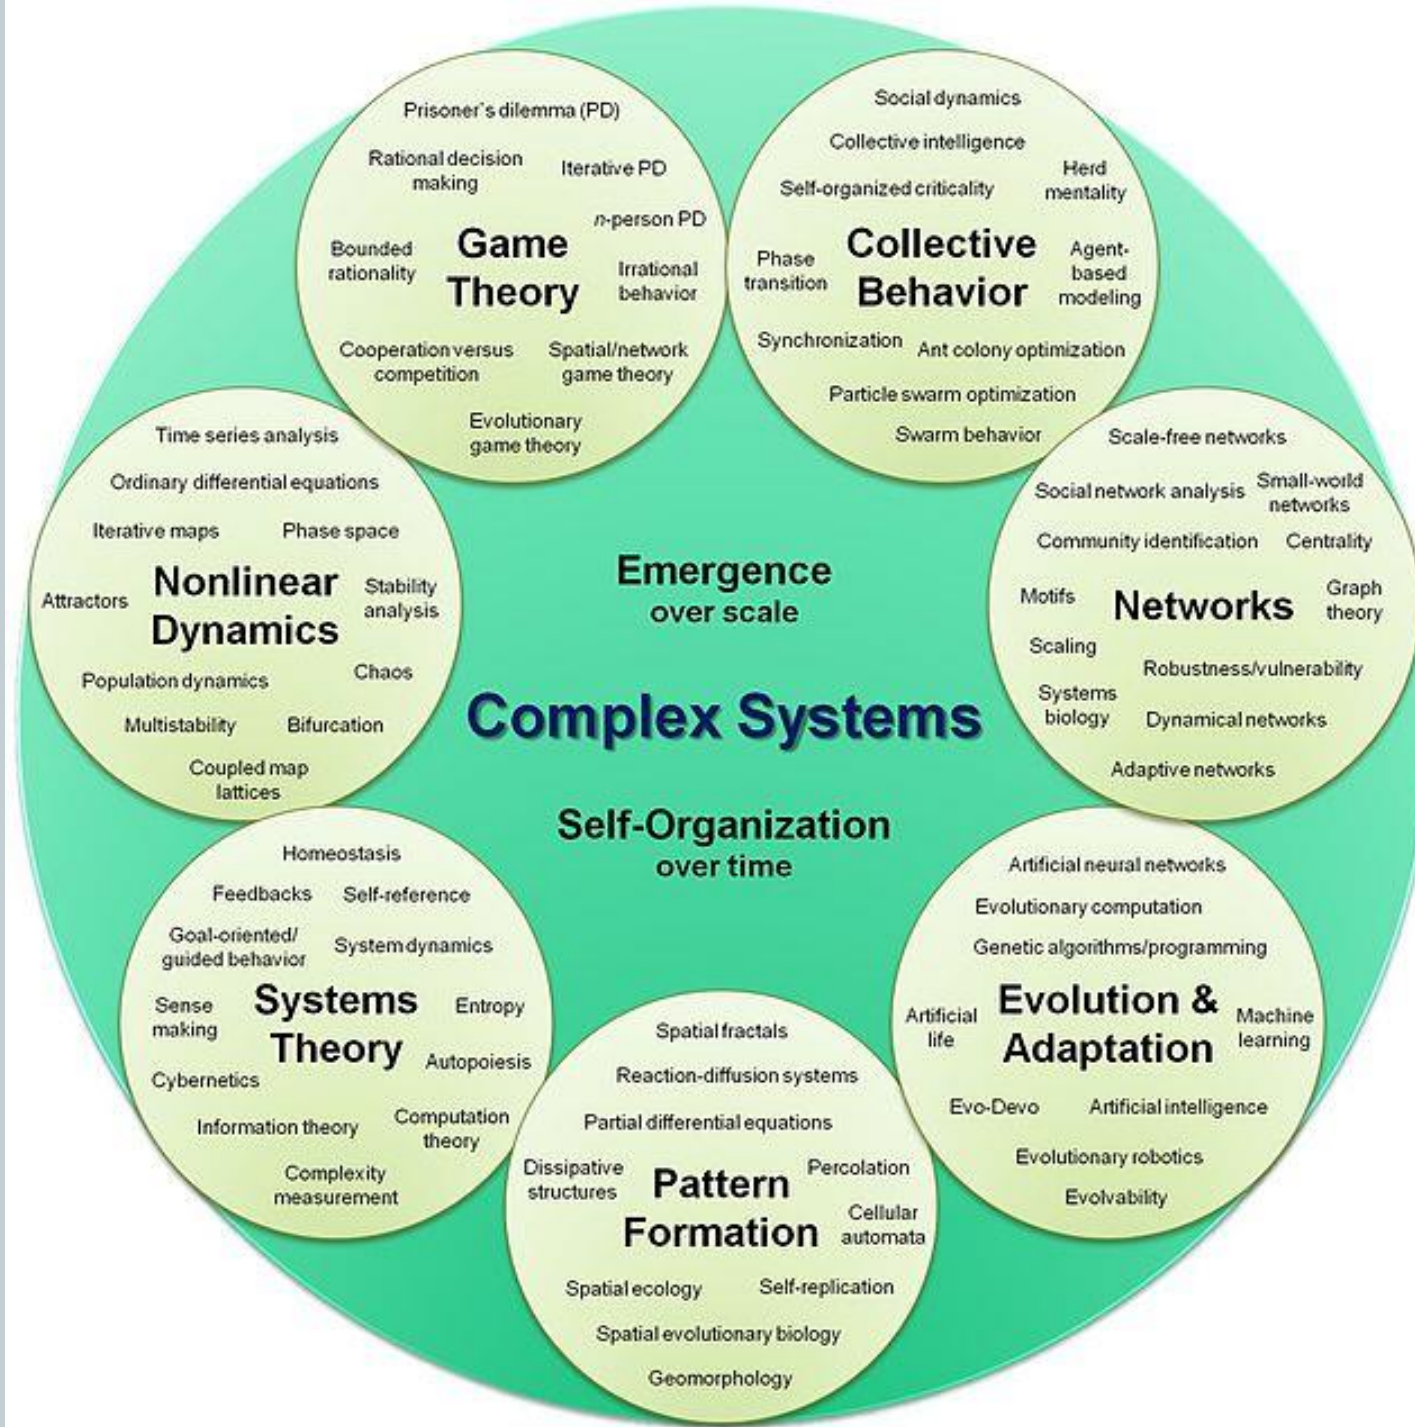 Prisoner's dilemma (PD)
Rational decision
making
Iterative PD
n-person PD
Game
Theory
Bounded
rationality
Irrational
behavior
Cooperation versus
competition
Spatial/network
game theory
Evolutionary
game theory
Social dynamics
Collective intelligence
Herd
mentality
Self-organized criticality
Collective
Behavior
Phase
transition
Agent-
based
modeling
Synchronization
Ant colony optimization
Particle swarm optimization
Swarm behavior
Time series analysis
Ordinary differential equations
Iterative maps
Phase space
Nonlinear
Dynamics
Attractors
Stability
analysis
Population dynamics
Chaos
Multistability
Bifurcation
Coupled map
lattices
Emergence
over scale
Complex Systems
Self-Organization
over time
Scale-free networks
Social network analysis
Small-world
networks
Community identification
Centrality
Motifs
Networks
Graph
theory
Scaling
Robustness/vulnerability
Systems
biology
Dynamical networks
Adaptive networks
Homeostasis
Feedbacks
Self-reference
Goal-oriented/
guided behavior
System dynamics
Sense
making
Systems
Theory
Entropy
Autopoiesis
Cybernetics
Information theory
Computation
theory
Complexity
measurement
Spatial fractals
Reaction-diffusion systems
Partial differential equations
Dissipative
structures
Pattern
Formation
Percolation
Cellular
automata
Spatial ecology
Self-replication
Spatial evolutionary biology
Geomorphology
Artificial neural networks
Evolutionary computation
Genetic algorithms/programming
Artificial
life
Evolution &
Adaptation
Machine
learning
Evo-Devo
Artificial intelligence
Evolutionary robotics
Evolvability